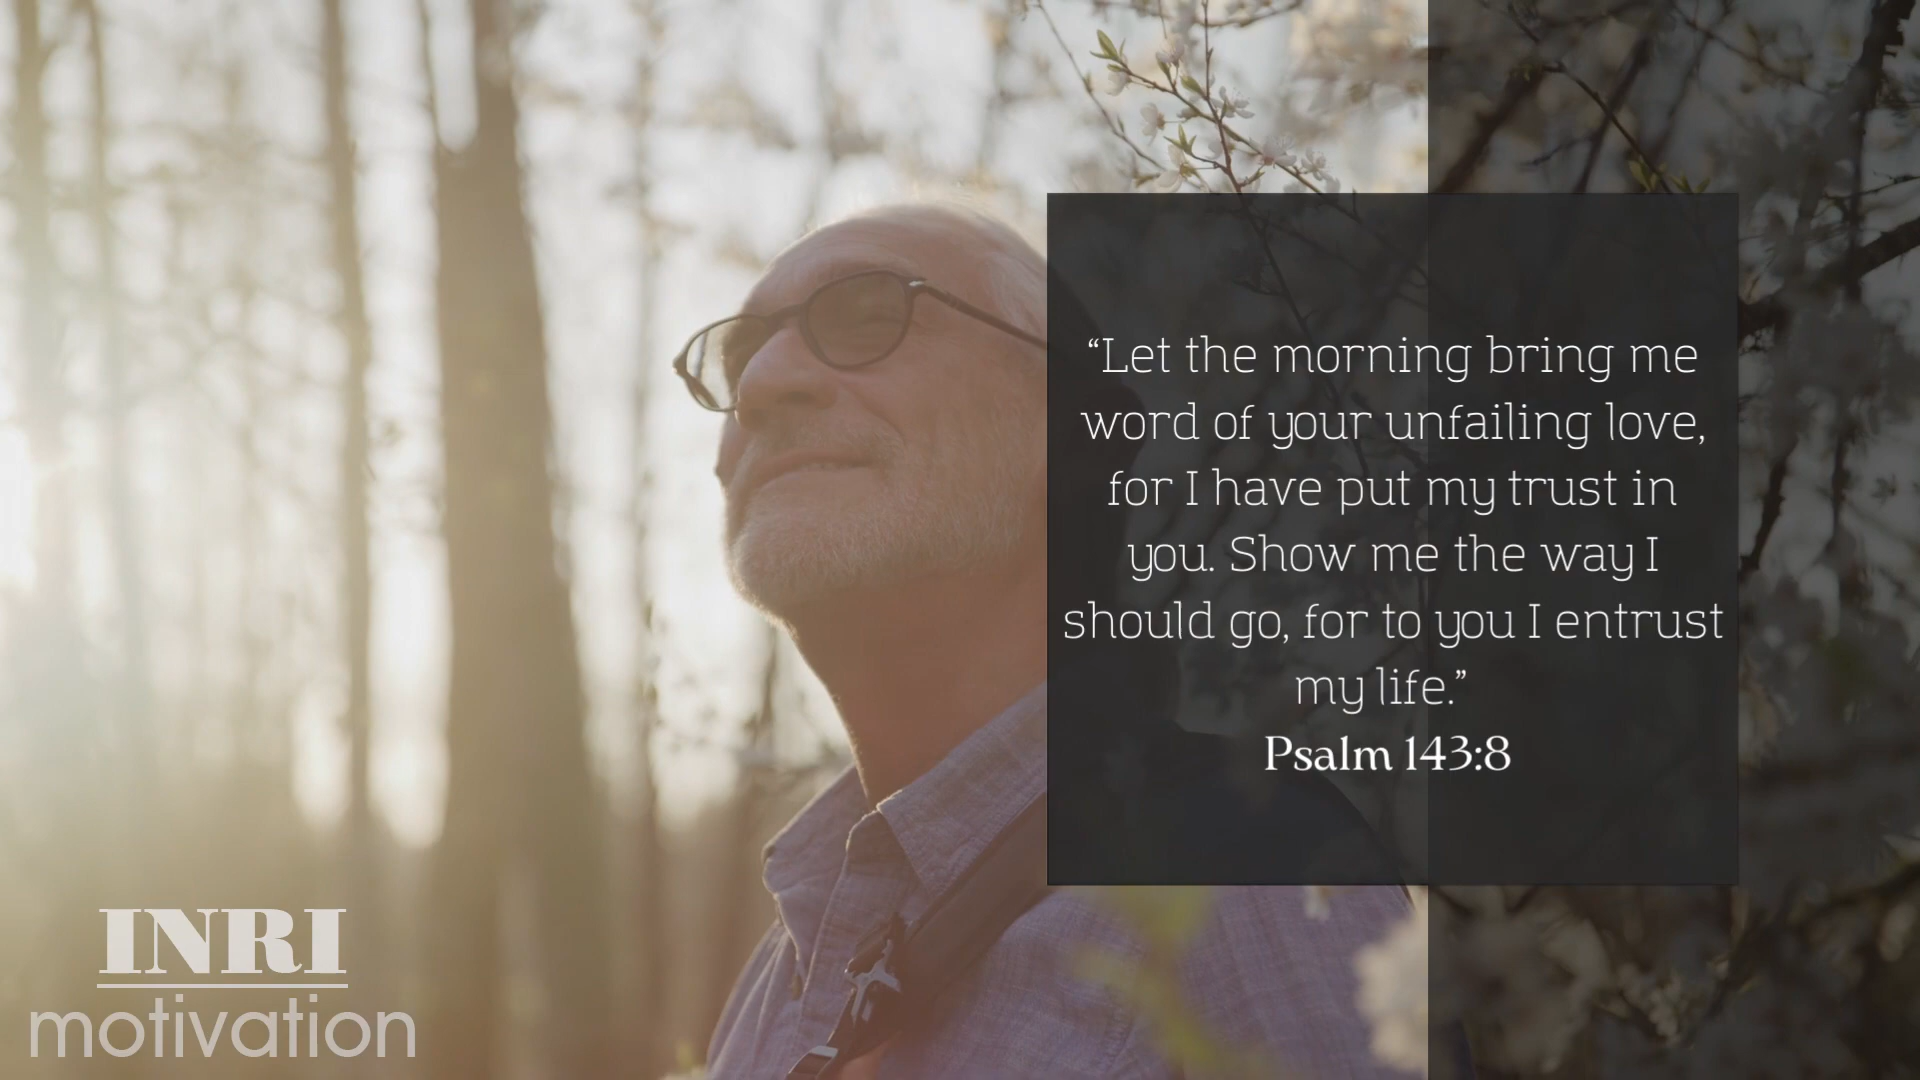 “Let the morning bring me
word of your unfailing love,
for I have put my trust in
you. Show me the way I
should go, for to you I entrust
my life.”
Psalm 143:8
INRI
motivation